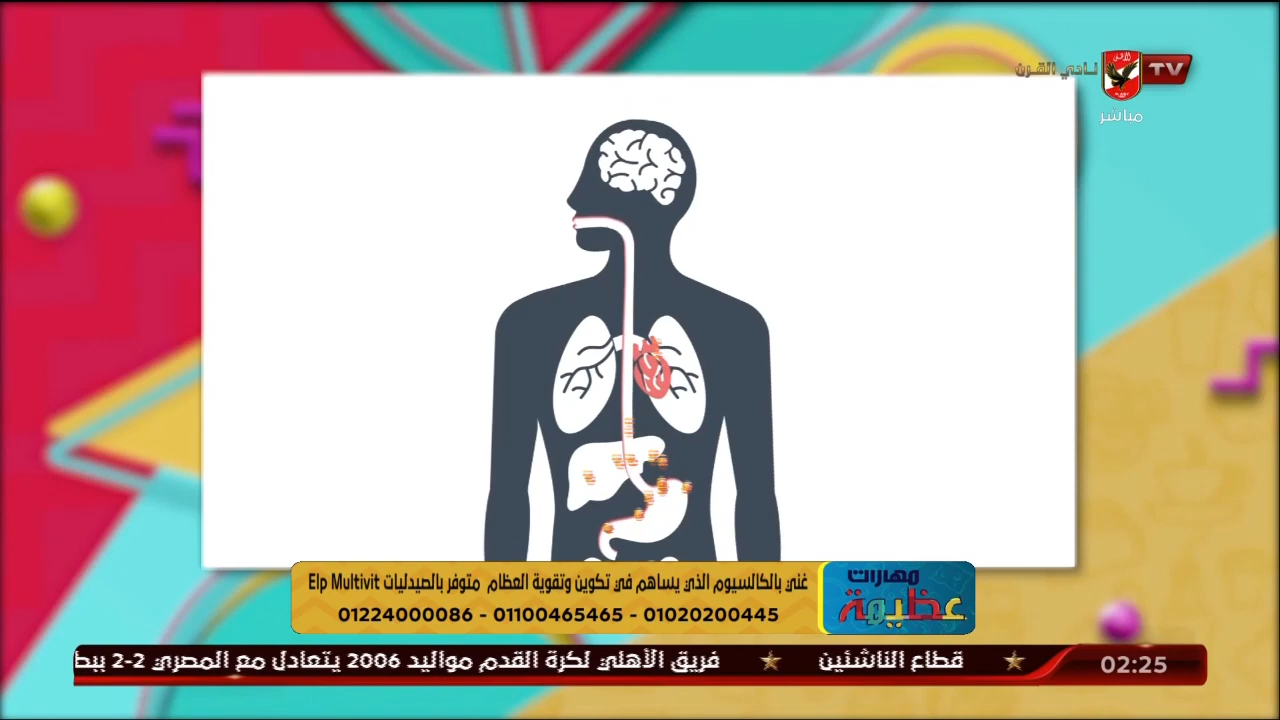 نادي القرن TV
مباشر
غني بالكالسيوم الذي يساهم في تكوين وتقوية العظام متوفر بالصيدليات Elp Multivit
01224000086 - 01100465465 - 01020200445
مهارات
عظيمة
02:25
قطاع الناشئين ★ فريق الأهلي لكرة القدم مواليد 2006 يتعادل مع المصري 2-2